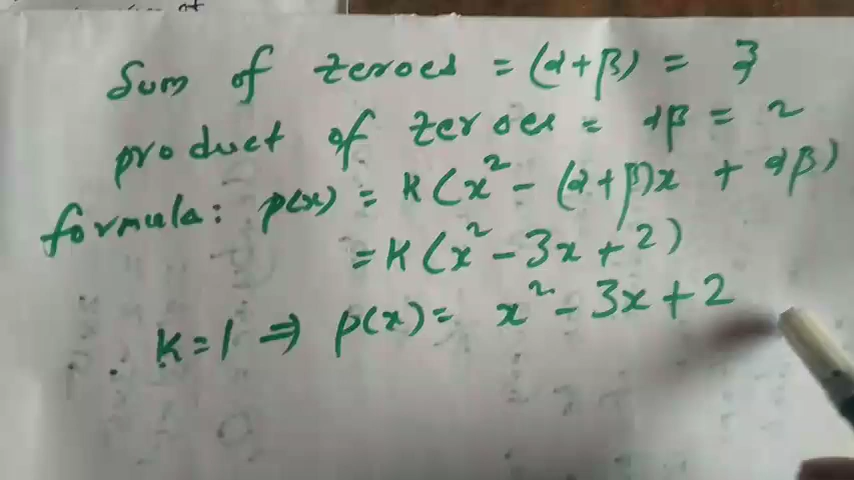 Sum of zeroes = (α+β) = 3
product of zeroes = αβ = 2
formula: p(x) = K(x² - (α+β)x + αβ)
= K(x² - 3x + 2)
∴ K=1 ⇒ p(x) = x² - 3x + 2